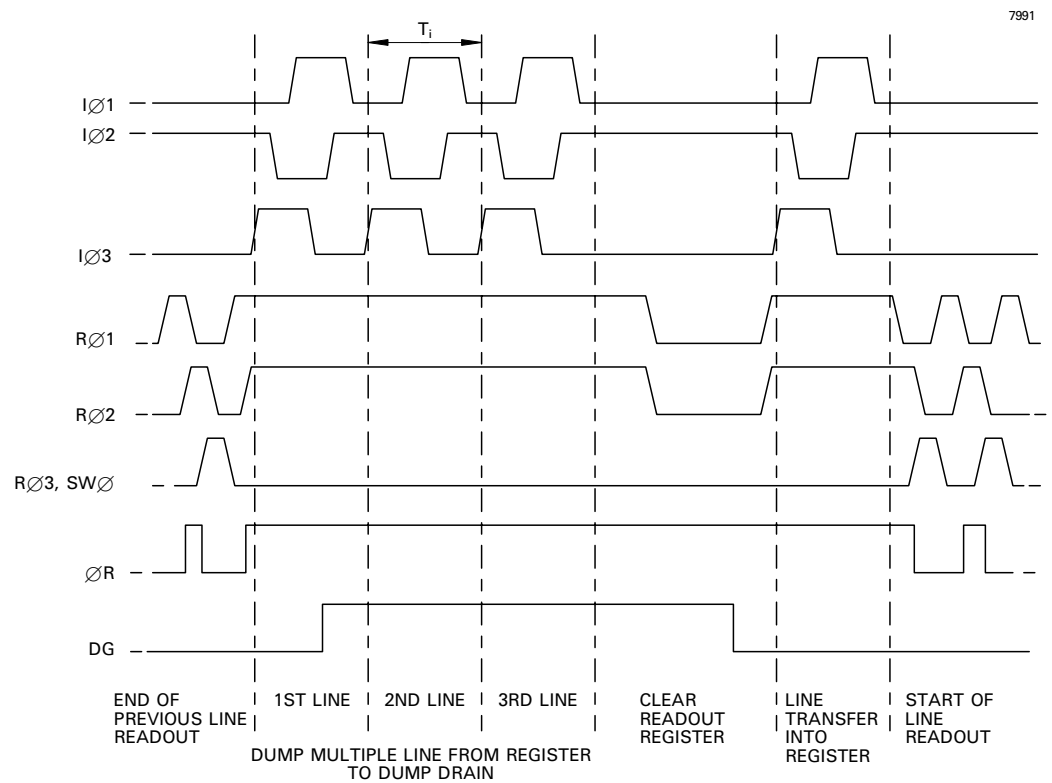 7991
Ti
I∅1
I∅2
I∅3
R∅1
R∅2
R∅3, SW∅
∅R
DG
END OF
PREVIOUS LINE
READOUT
1ST LINE
2ND LINE
3RD LINE
DUMP MULTIPLE LINE FROM REGISTER
TO DUMP DRAIN
CLEAR
READOUT
REGISTER
LINE
TRANSFER
INTO
REGISTER
START OF
LINE
READOUT